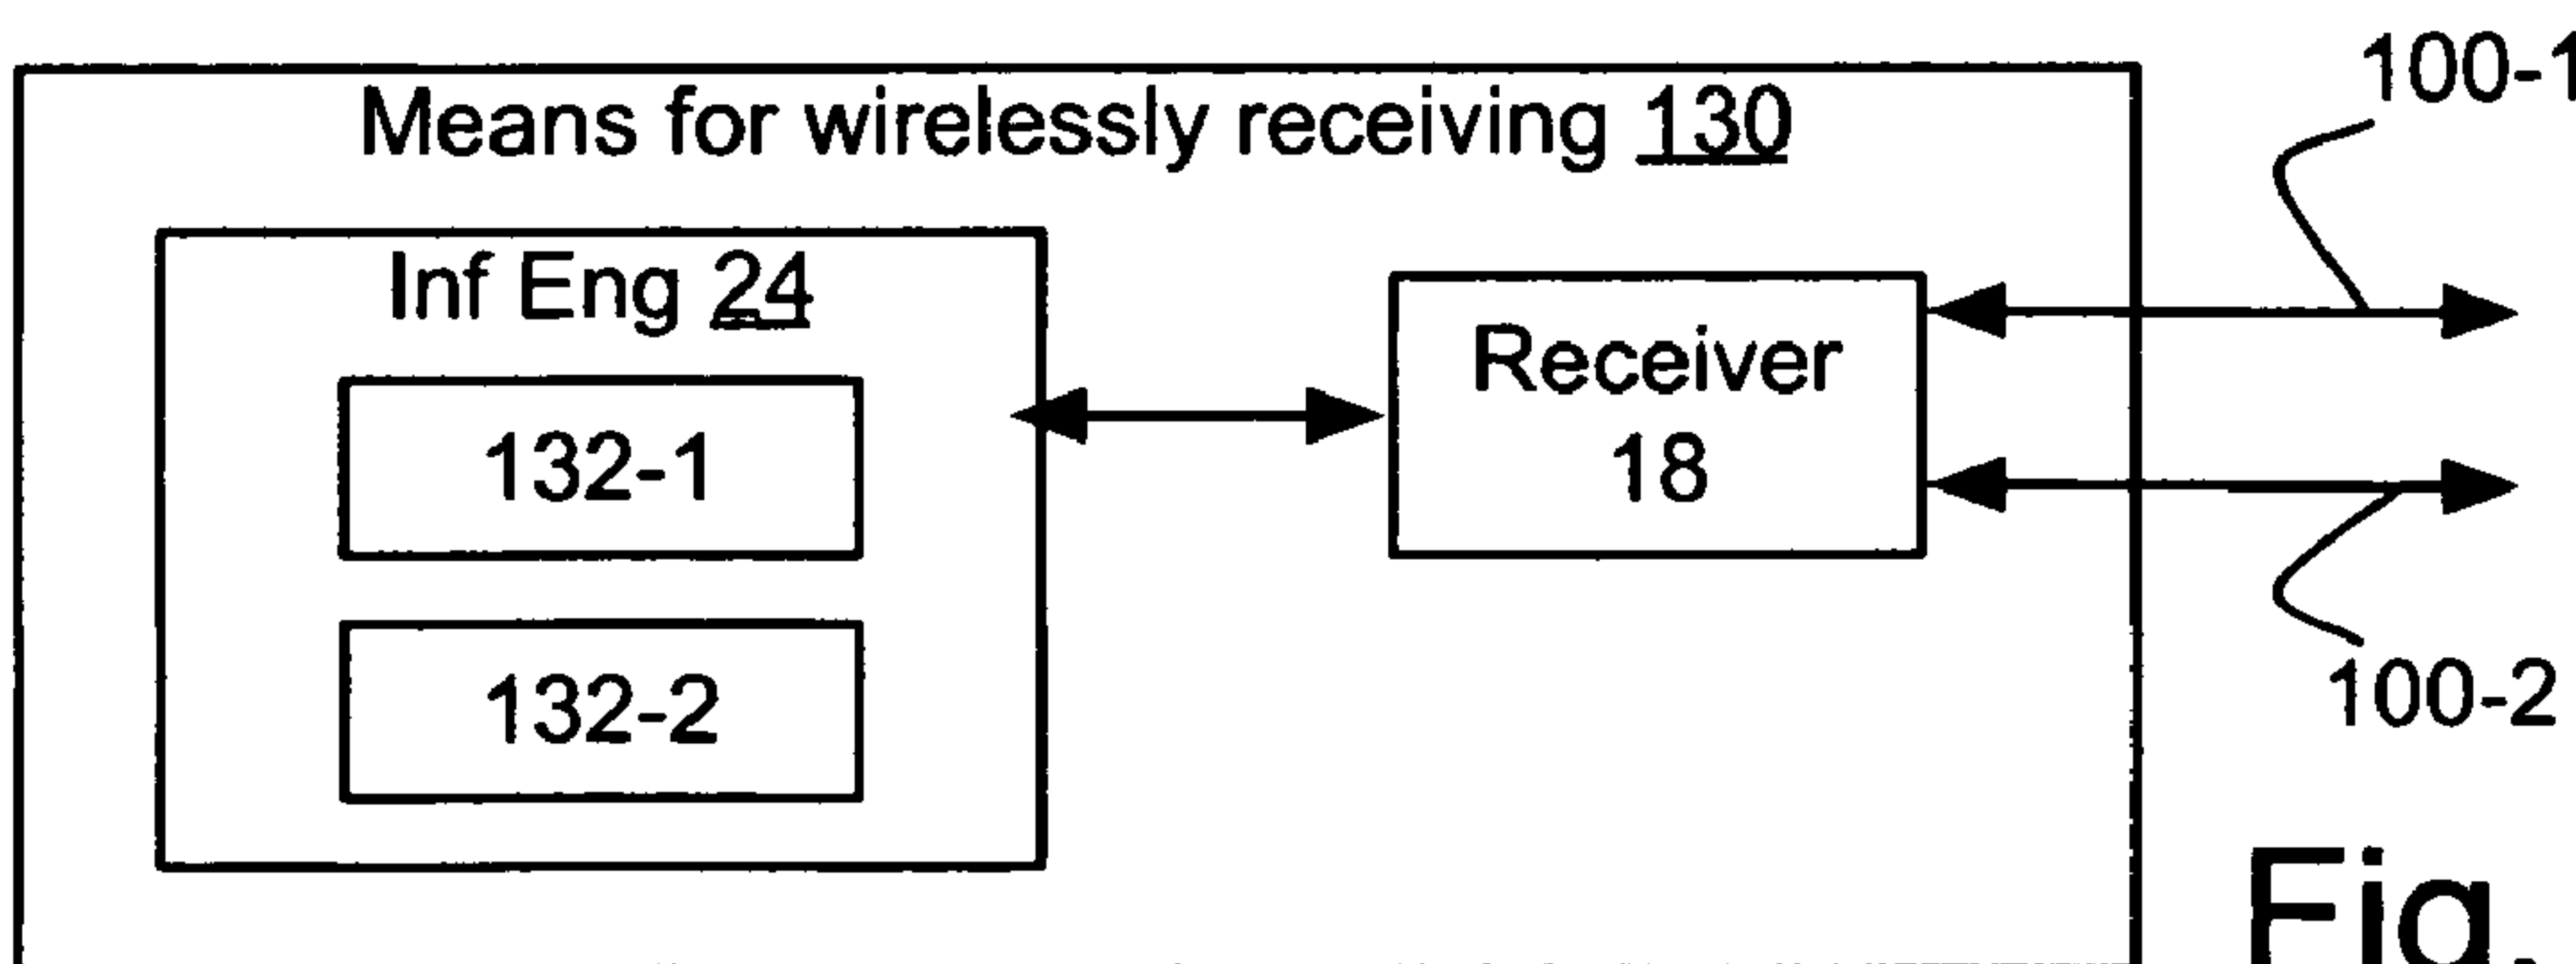 100-1
Means for wirelessly receiving 130
Inf Eng 24
Receiver
18
132-1
132-2
100-2
Fig.